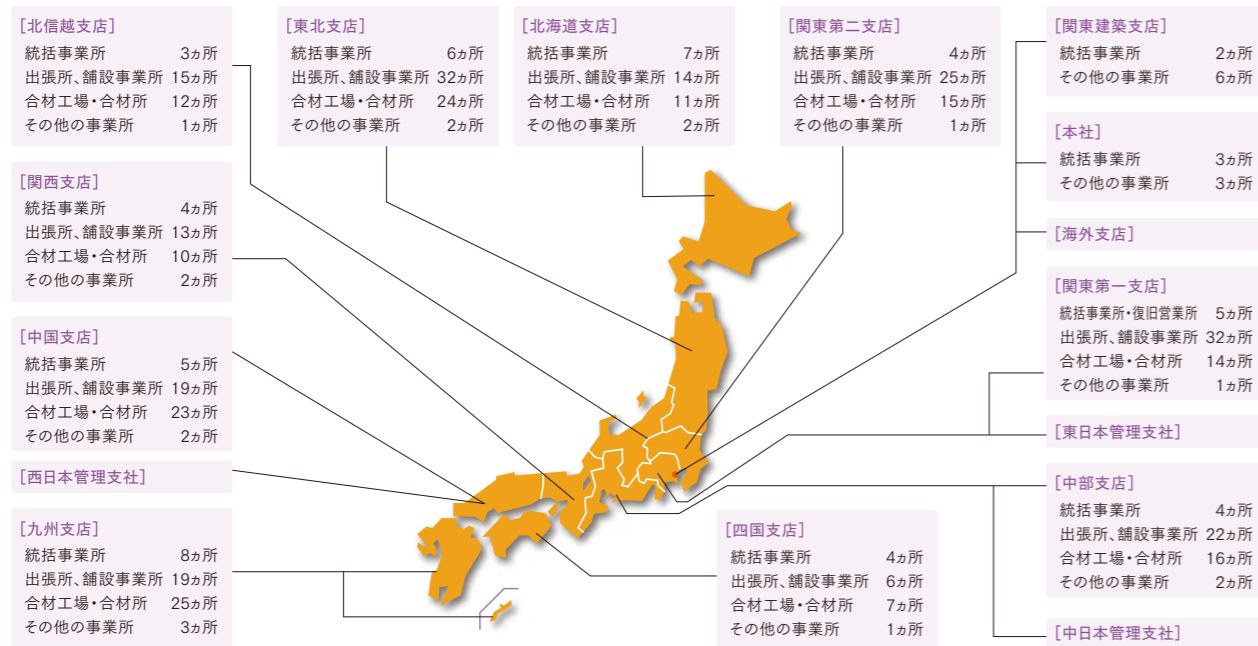 [北信越支店]
統括事業所 3ヵ所
出張所、舗設事業所 15ヵ所
合材工場・合材所 12ヵ所
その他の事業所 1ヵ所
[東北支店]
統括事業所 6ヵ所
出張所、舗設事業所 32ヵ所
合材工場・合材所 24ヵ所
その他の事業所 2ヵ所
[北海道支店]
統括事業所 7ヵ所
出張所、舗設事業所 14ヵ所
合材工場・合材所 11ヵ所
その他の事業所 2ヵ所
[関東第二支店]
統括事業所 4ヵ所
出張所、舗設事業所 25ヵ所
合材工場・合材所 15ヵ所
その他の事業所 1ヵ所
[関東建築支店]
統括事業所 2ヵ所
その他の事業所 6ヵ所
[本社]
統括事業所 3ヵ所
その他の事業所 3ヵ所
[海外支店]
[関東第一支店]
統括事業所・復旧営業所 5ヵ所
出張所、舗設事業所 32ヵ所
合材工場・合材所 14ヵ所
その他の事業所 1ヵ所
[東日本管理支社]
[中部支店]
統括事業所 4ヵ所
出張所、舗設事業所 22ヵ所
合材工場・合材所 16ヵ所
その他の事業所 2ヵ所
[中日本管理支社]
[関西支店]
統括事業所 4ヵ所
出張所、舗設事業所 13ヵ所
合材工場・合材所 10ヵ所
その他の事業所 2ヵ所
[中国支店]
統括事業所 5ヵ所
出張所、舗設事業所 19ヵ所
合材工場・合材所 23ヵ所
その他の事業所 2ヵ所
[西日本管理支社]
[九州支店]
統括事業所 8ヵ所
出張所、舗設事業所 19ヵ所
合材工場・合材所 25ヵ所
その他の事業所 3ヵ所
[四国支店]
統括事業所 4ヵ所
出張所、舗設事業所 6ヵ所
合材工場・合材所 7ヵ所
その他の事業所 1ヵ所